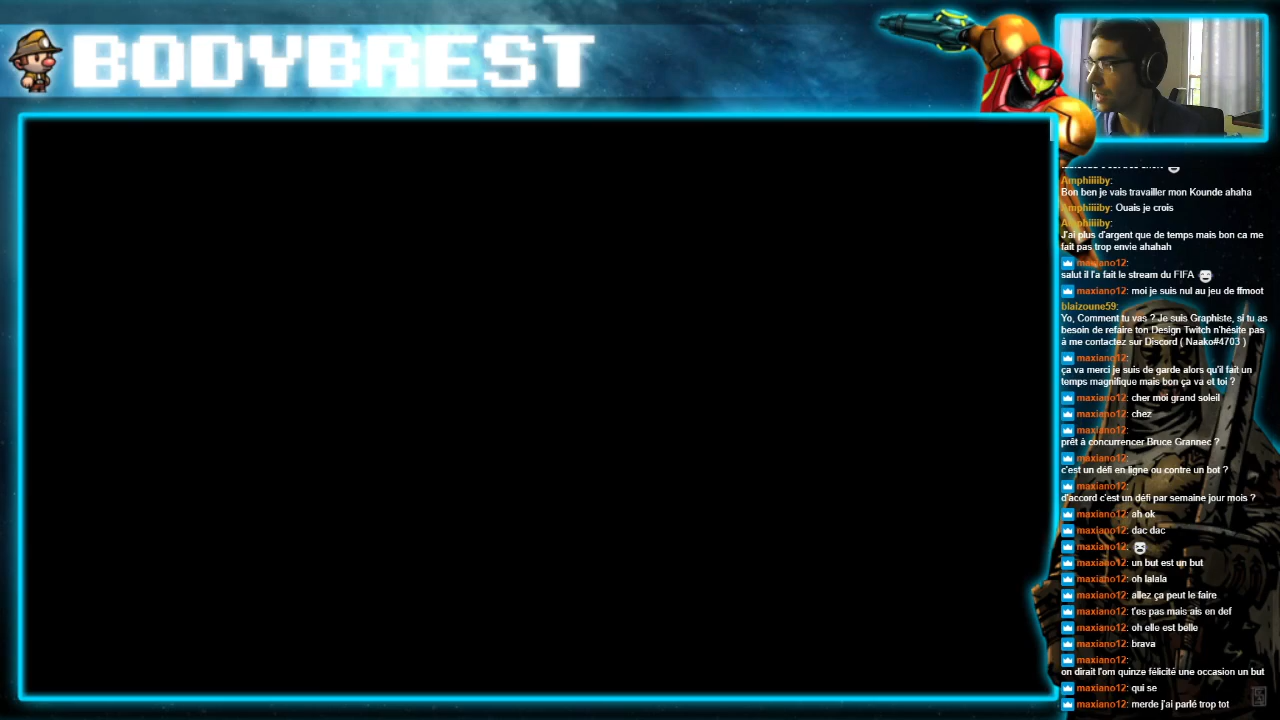 BODYBREST
Amphiiiiby:
Bon ben je vais travailler mon Kounde ahaha
Amphiiiiby: Ouais je crois
Amphiiiiby:
J'ai plus d'argent que de temps mais bon ca me
fait pas trop envie ahahah
maxiano12:
salut il l'a fait le stream du FIFA
maxiano12: moi je suis nul au jeu de ffmoot
blaizoune59:
Yo, Comment tu vas ? Je suis Graphiste, si tu as
besoin de refaire ton Design Twitch n'hésite pas
à me contactez sur Discord ( Naako#4703 )
maxiano12:
ça va merci je suis de garde alors qu'il fait un
temps magnifique mais bon ça va et toi ?
maxiano12: cher moi grand soleil
maxiano12: chez
maxiano12:
prêt à concurrencer Bruce Grannec ?
maxiano12:
c'est un défi en ligne ou contre un bot ?
maxiano12:
d'accord c'est un défi par semaine jour mois ?
maxiano12: ah ok
maxiano12: dac dac
maxiano12:
maxiano12: un but est un but
maxiano12: oh lalala
maxiano12: allez ça peut le faire
maxiano12: t'es pas mais ais en def
maxiano12: oh elle est belle
maxiano12: brava
maxiano12:
on dirait l'om quinze félicité une occasion un but
maxiano12: qui se
maxiano12: merde j'ai parlé trop tot